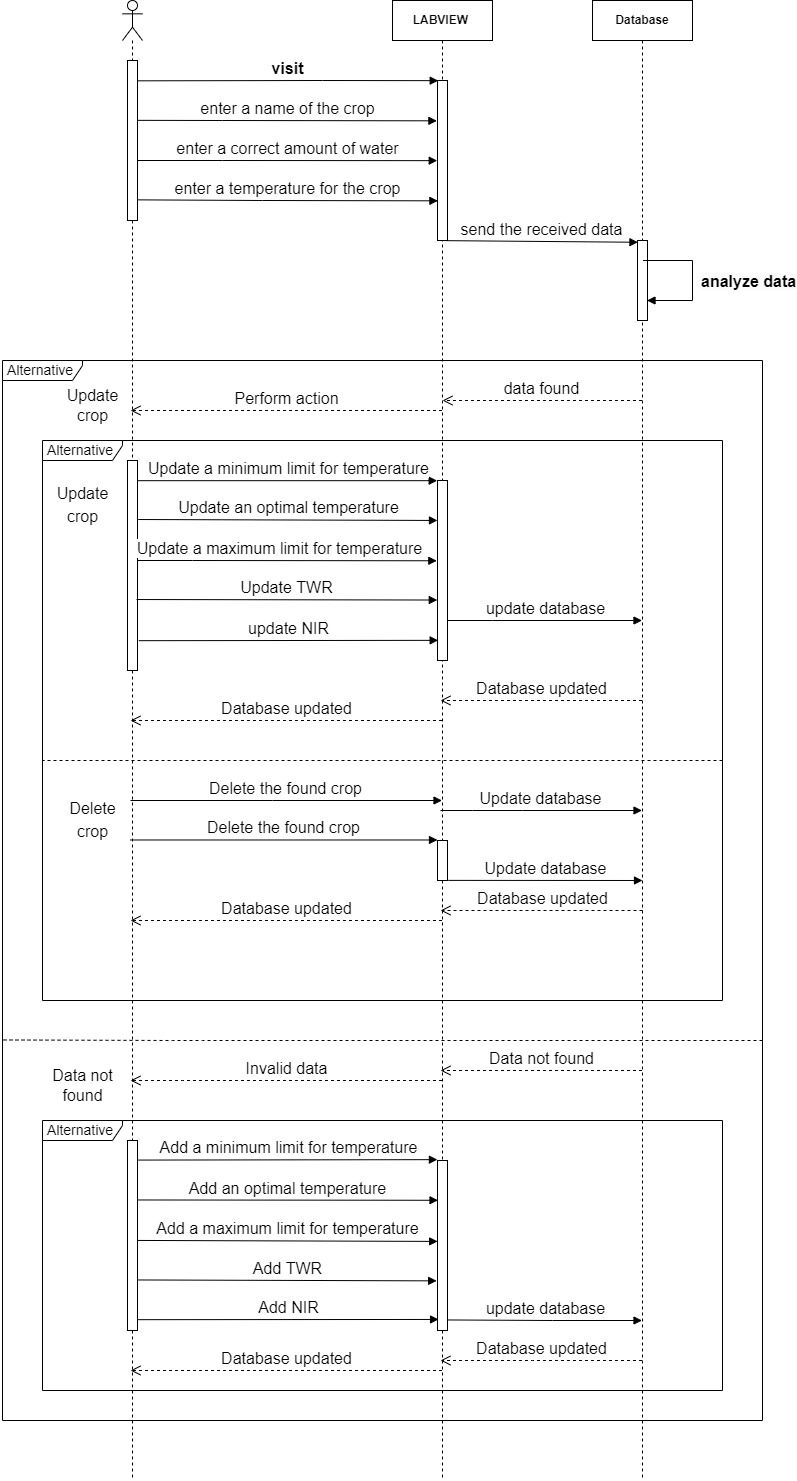 LABVIEW
Database
visit
enter a name of the crop
enter a correct amount of water
enter a temperature for the crop
send the received data
analyze data
Alternative
Update
crop
Perform action
data found
Alternative
Update
crop
Update a minimum limit for temperature
Update an optimal temperature
Update a maximum limit for temperature
Update TWR
update NIR
update database
Database updated
Database updated
Delete
crop
Delete the found crop
Update database
Delete the found crop
Update database
Database updated
Database updated
Data not
found
Invalid data
Data not found
Alternative
Add a minimum limit for temperature
Add an optimal temperature
Add a maximum limit for temperature
Add TWR
Add NIR
update database
Database updated
Database updated